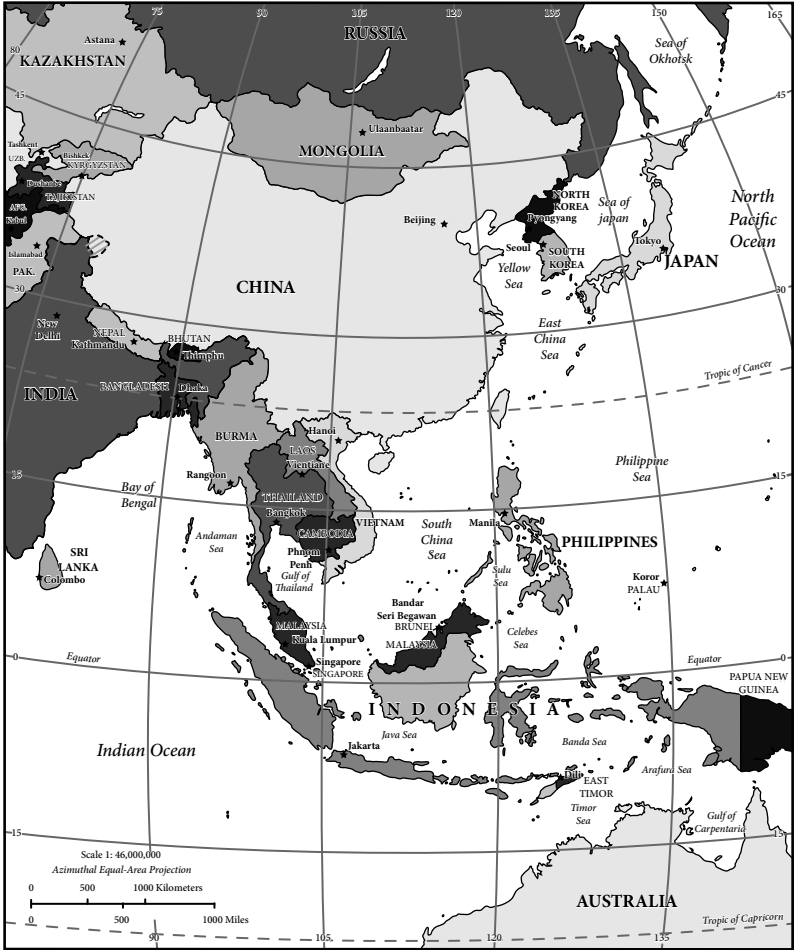 75
90
105
120
135
150
165
80
Astana
KAZAKHSTAN
RUSSIA
Sea of
Okhotsk
45
45
Ulaanbaatar
MONGOLIA
Tashkent
UZB.
Bishkek
KYRGYZSTAN
Dushanbe
TAJIKISTAN
AFG.
Kabul
Islamabad
PAK.
Beijing
NORTH
KOREA
Pyongyang
Seoul
SOUTH
KOREA
Sea of
japan
Tokyo
JAPAN
North
Pacific
Ocean
Yellow
Sea
CHINA
30
30
New
Delhi
NEPAL
Kathmandu
BHUTAN
Thimphu
East
China
Sea
Tropic of Cancer
INDIA
BANGLADESH
Dhaka
BURMA
Hanoi
LAOS
Vientiane
Rangoon
15
15
Bay of
Bengal
THAILAND
Bangkok
VIETNAM
CAMBODIA
Phnom
Penh
Gulf of
Thailand
Andaman
Sea
South
China
Sea
Philippine
Sea
Manila
PHILIPPINES
SRI
LANKA
Colombo
Sulu
Sea
Koror
PALAU
Bandar
Seri Begawan
BRUNEI
MALAYSIA
MALAYSIA
Kuala Lumpur
Celebes
Sea
Singapore
SINGAPORE
0
Equator
Equator
0
PAPUA NEW
GUINEA
INDONESIA
Java Sea
Jakarta
Banda Sea
Indian Ocean
Arafura Sea
Dili
EAST
TIMOR
Timor
Sea
Gulf of
Carpentaria
15
15
Scale 1: 46,000,000
Azimuthal Equal-Area Projection
0 500 1000 Kilometers
0 500 1000 Miles
AUSTRALIA
Tropic of Capricorn
90
105
120
135